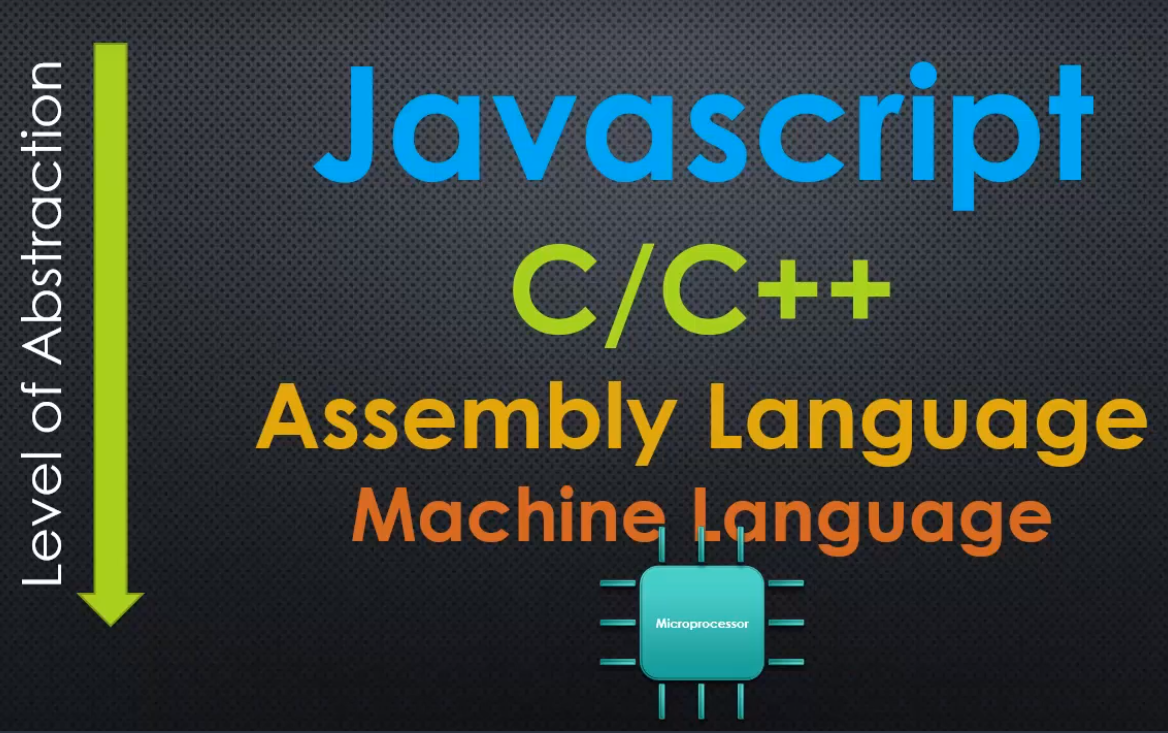 Level of Abstraction
Javascript
C/C++
Assembly Language
Machine Language
Microprocessor